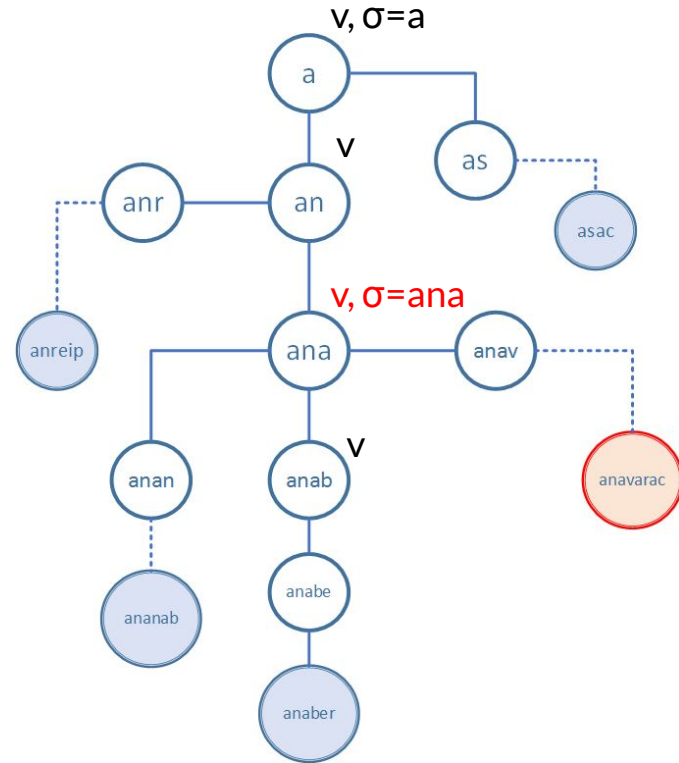 v, σ=a
a
v
as
anr
an
asac
v, σ=ana
anreip
ana
anav
v
anan
anab
anavarac
anabe
ananab
anaber